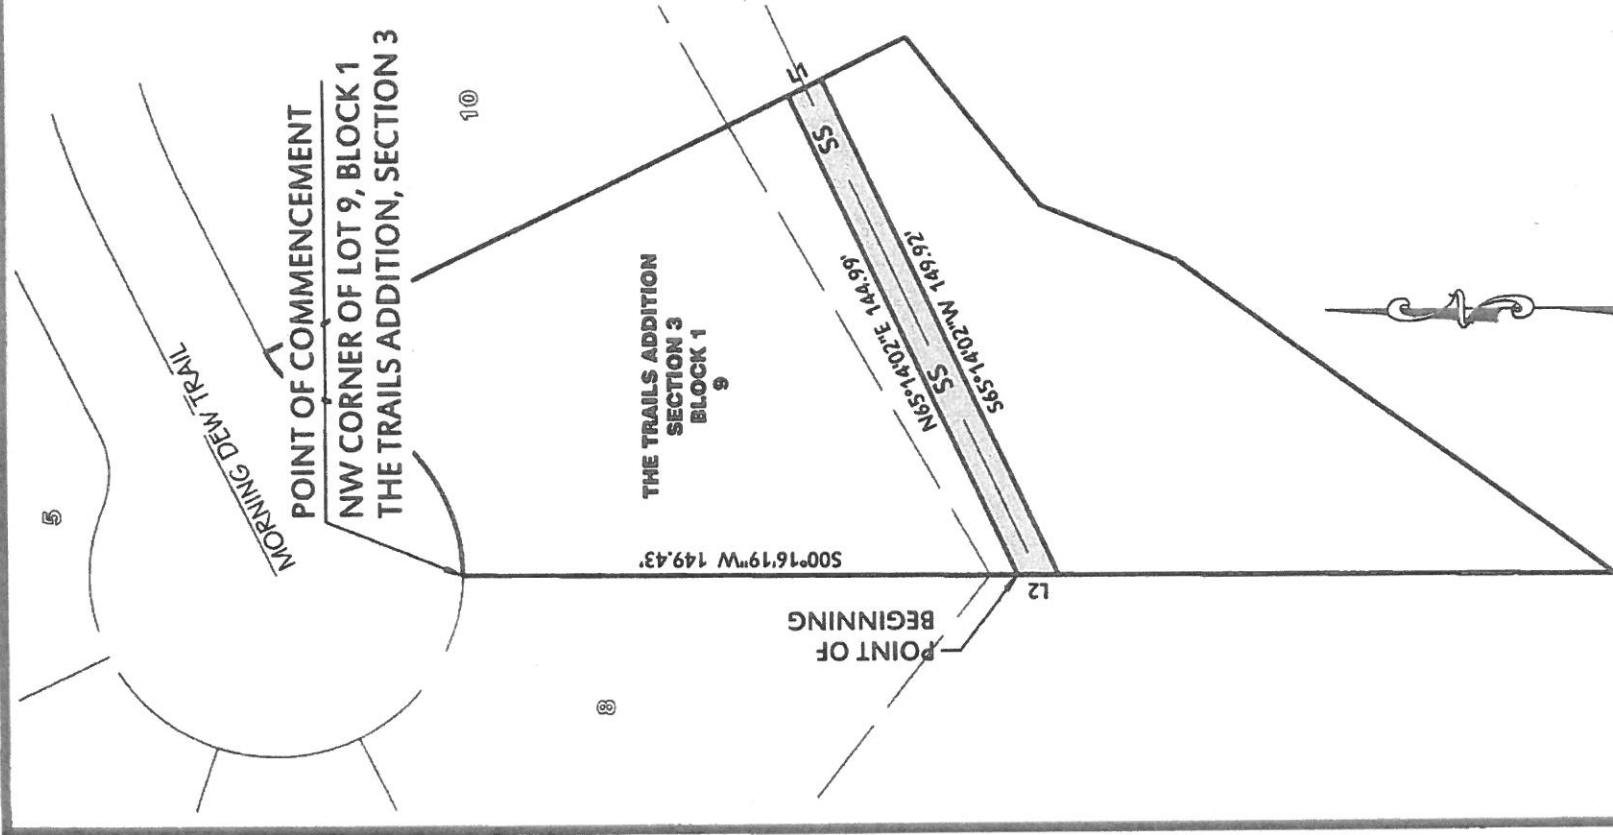 POINT OF COMMENCEMENT
NW CORNER OF LOT 9, BLOCK 1
THE TRAILS ADDITION, SECTION 3
MORNING DEW TRAIL
5
10
8
THE TRAILS ADDITION
SECTION 3
BLOCK 1
9
S00°16'19"W 149.43'
POINT OF
BEGINNING
L2
L1
SS
SS
N65°14'02"E 144.99'
S65°14'02"W 149.92'